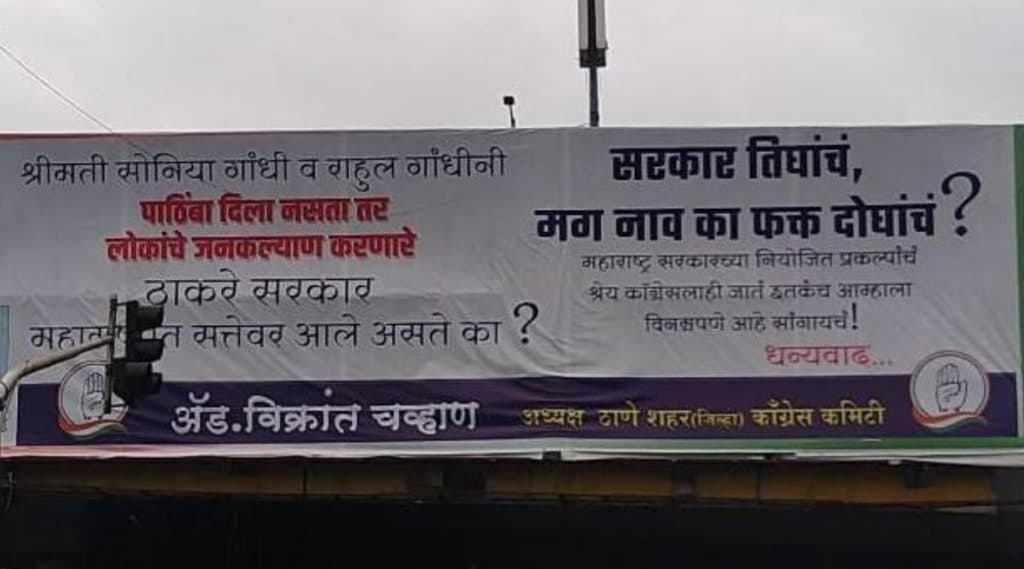 श्रीमती सोनिया गांधी व राहुल गांधीनी
पाठिंबा दिला नसता तर
लोकांचे जनकल्याण करणारे
ठाकरे सरकार
सत्तेवर आले असते का ?
सरकार तिघांचं,
मग नाव का फक्त दोघांचं ?
महाराष्ट्र सरकारच्या नियोजित प्रकल्पांचं
श्रेय काँग्रेसलाही जातं इतकंच आम्हाला
विनम्रपणे आहे सांगायचं!
धन्यवाद...
ॲड.विक्रांत चव्हाण
अध्यक्ष ठाणे शहर(जिल्हा) काँग्रेस कमिटी